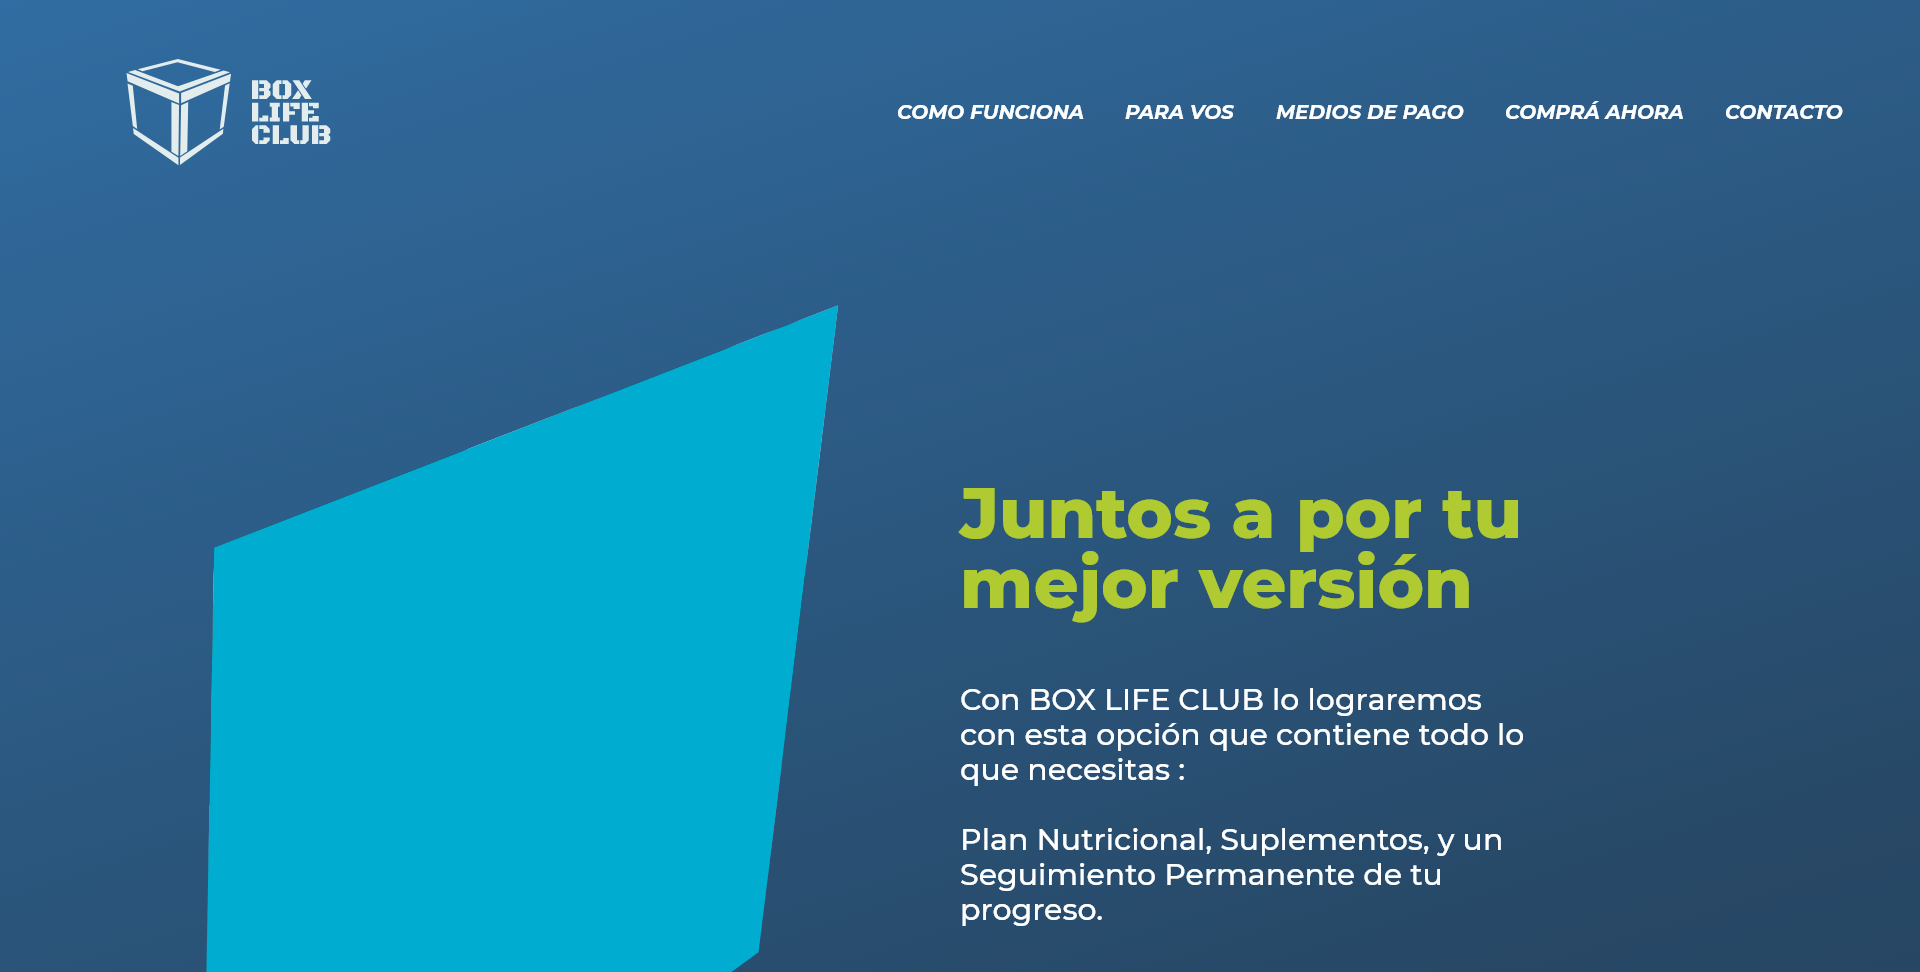 BOX
LIFE
CLUB
COMO FUNCIONA PARA VOS MEDIOS DE PAGO COMPRÁ AHORA CONTACTO
Juntos a por tu
mejor versión
Con BOX LIFE CLUB lo lograremos
con esta opción que contiene todo lo
que necesitas :
Plan Nutricional, Suplementos, y un
Seguimiento Permanente de tu
progreso.